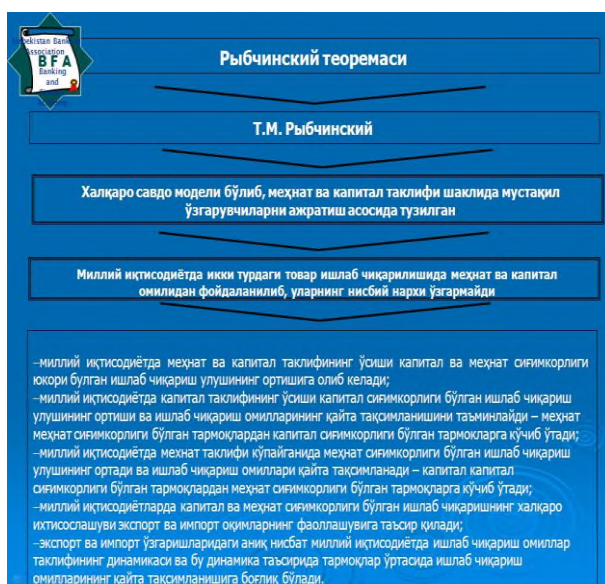 Uzbekistan Bank
Association
B F A
Banking
and
Рыбчинский теоремаси
Т.М. Рыбчинский
Халқаро савдо модели бўлиб, меҳнат ва капитал таклифи шаклида мустақил
ўзгарувчиларни ажратиш асосида тузилган
Миллий иқтисодиётда икки турдаги товар ишлаб чиқарилишида меҳнат ва капитал
омилидан фойдаланилиб, уларнинг нисбий нархи ўзгармайди
–миллий иқтисодиётда меҳнат ва капитал таклифининг ўсиши капитал ва меҳнат сиғимкорлиги
юкори булган ишлаб чиқариш улушининг ортишига олиб келади;
–миллий иқтисодиётда капитал таклифининг ўсиши капитал сиғимкорлиги бўлган ишлаб чиқариш
улушининг ортиши ва ишлаб чиқариш омилларининг қайта тақсимланишини таъминлайди – меҳнат
меҳнат сиғимкорлиги бўлган тармоқлардан капитал сиғимкорлиги бўлган тармокларга кўчиб ўтади;
–миллий иқтисодиётда мехнат таклифи кўпайганида меҳнат сиғимкорлиги бўлган ишлаб чиқариш
улушининг ортади ва ишлаб чиқариш омиллари қайта тақсимланади – капитал капитал
сиғимкорлиги бўлган тармоқлардан меҳнат сиғимкорлиги бўлган тармоқларга кўчиб ўтади;
–миллий иқтисодиётларда капитал ва меҳнат сиғимкорлиги бўлган ишлаб чиқаришнинг халқаро
ихтисослашуви экспорт ва импорт оқимларнинг фаоллашувига таъсир қилади;
–экспорт ва импорт ўзгаришларидаги аниқ нисбат миллий иқтисодиётда ишлаб чиқариш омиллар
таклифининг динамикаси ва бу динамика таъсирида тармоқлар ўртасида ишлаб чиқариш
омилларининг қайта тақсимланишига боғлиқ бўлади.